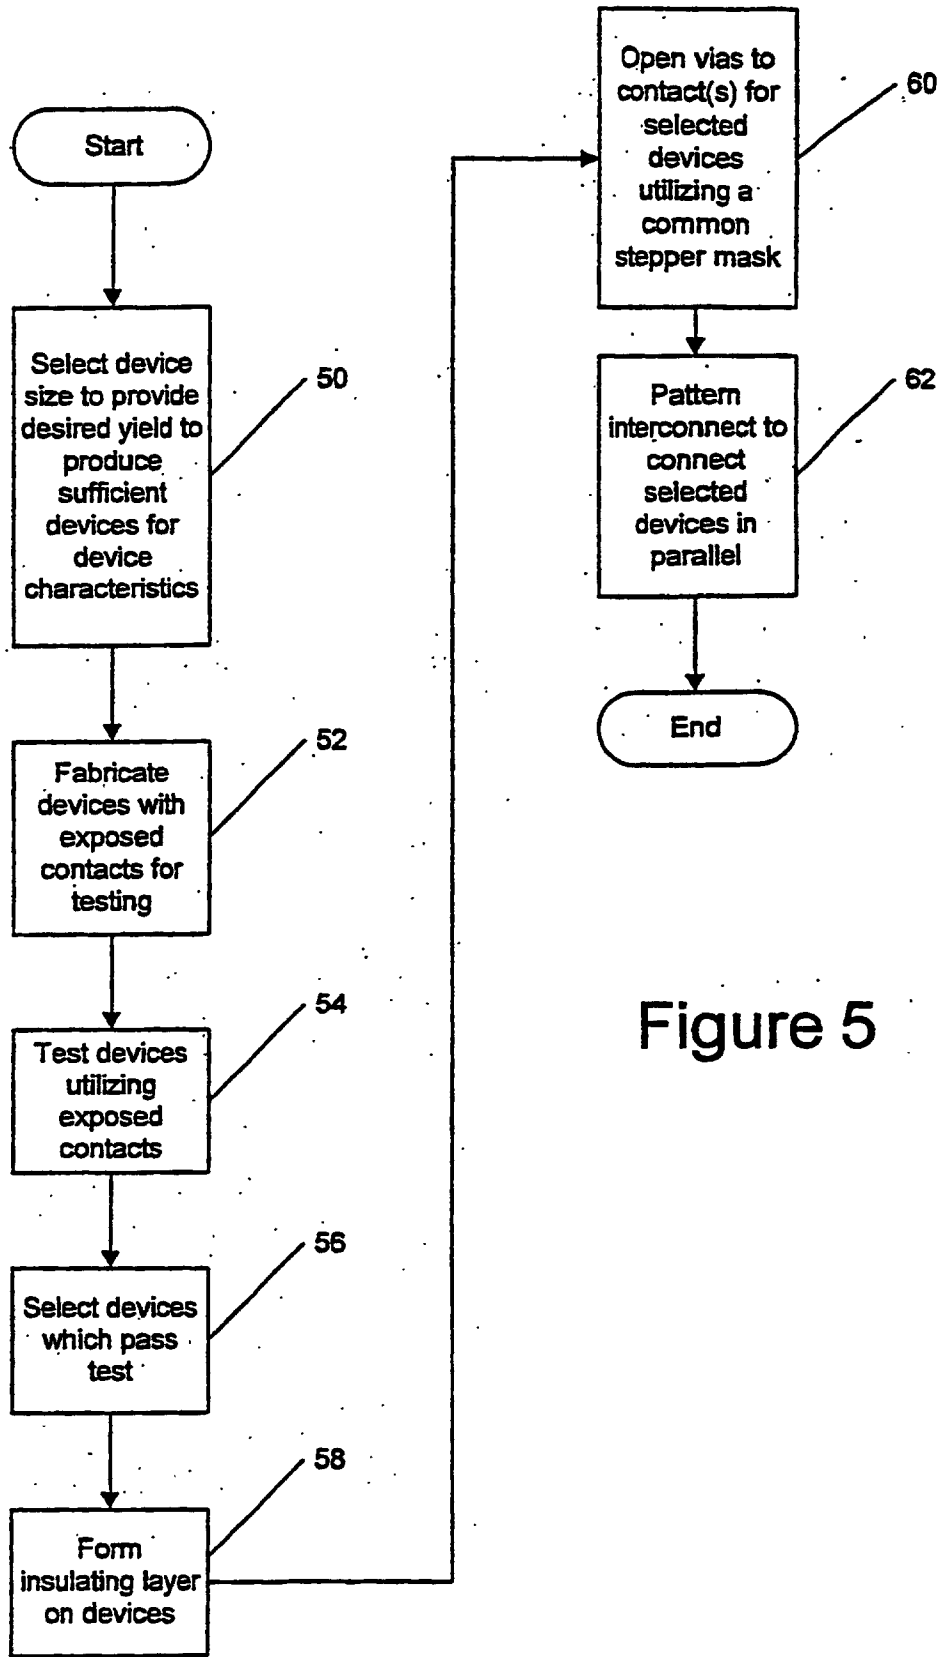 Start
Select device
size to provide
desired yield to
produce
sufficient
devices for
device
characteristics
50
Fabricate
devices with
exposed
contacts for
testing
52
Test devices
utilizing
exposed
contacts
54
Select devices
which pass
test
56
Form
insulating layer
on devices
58
Open vias to
contact(s) for
selected
devices
utilizing a
common
stepper mask
60
Pattern
interconnect to
connect
selected
devices in
parallel
62
End
Figure 5